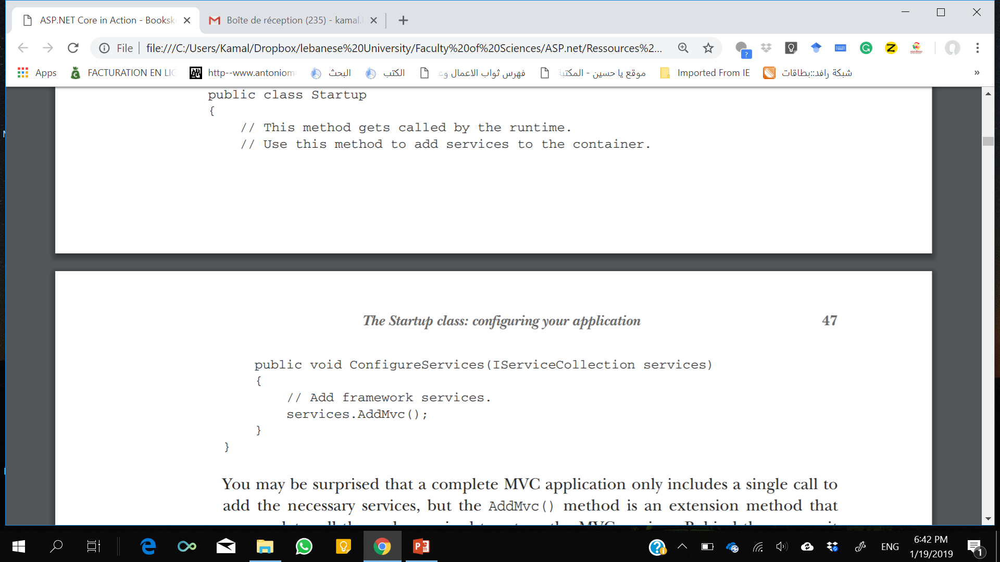 ASP.NET Core in Action - Booksk
Boîte de réception (235) - kamal.
File
file:///C:/Users/Kamal/Dropbox/lebanese%20University/Faculty%20of%20Sciences/ASP.net/Ressources%2...
Apps
FACTURATION EN LIG
http--www.antoniom
البحث
الكتب
فهرس ثواب الاعمال وع
موقع يا حسين - المكتبة
Imported From IE
شبكة رافد::بطاقات
»
public class Startup
{
// This method gets called by the runtime.
// Use this method to add services to the container.
The Startup class: configuring your application 47
public void ConfigureServices(IServiceCollection services)
{
// Add framework services.
services.AddMvc();
}
}
You may be surprised that a complete MVC application only includes a single call to
add the necessary services, but the AddMvc() method is an extension method that
ENG
6:42 PM
1/19/2019
1